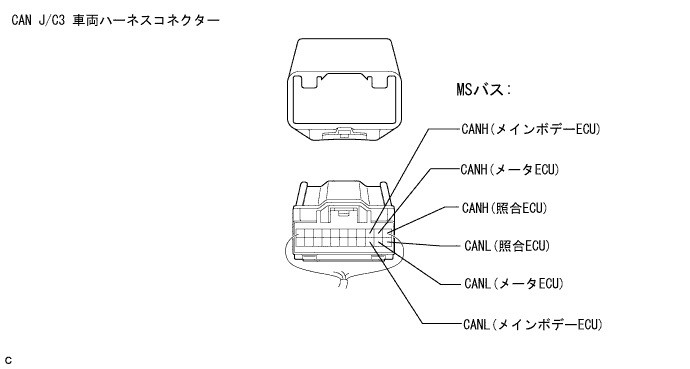 CAN J/C3 車両ハーネスコネクター
MSバス:
CANH(メインボデーECU)
CANH(メータECU)
CANH(照合ECU)
CANL(照合ECU)
CANL(メータECU)
CANL(メインボデーECU)
C